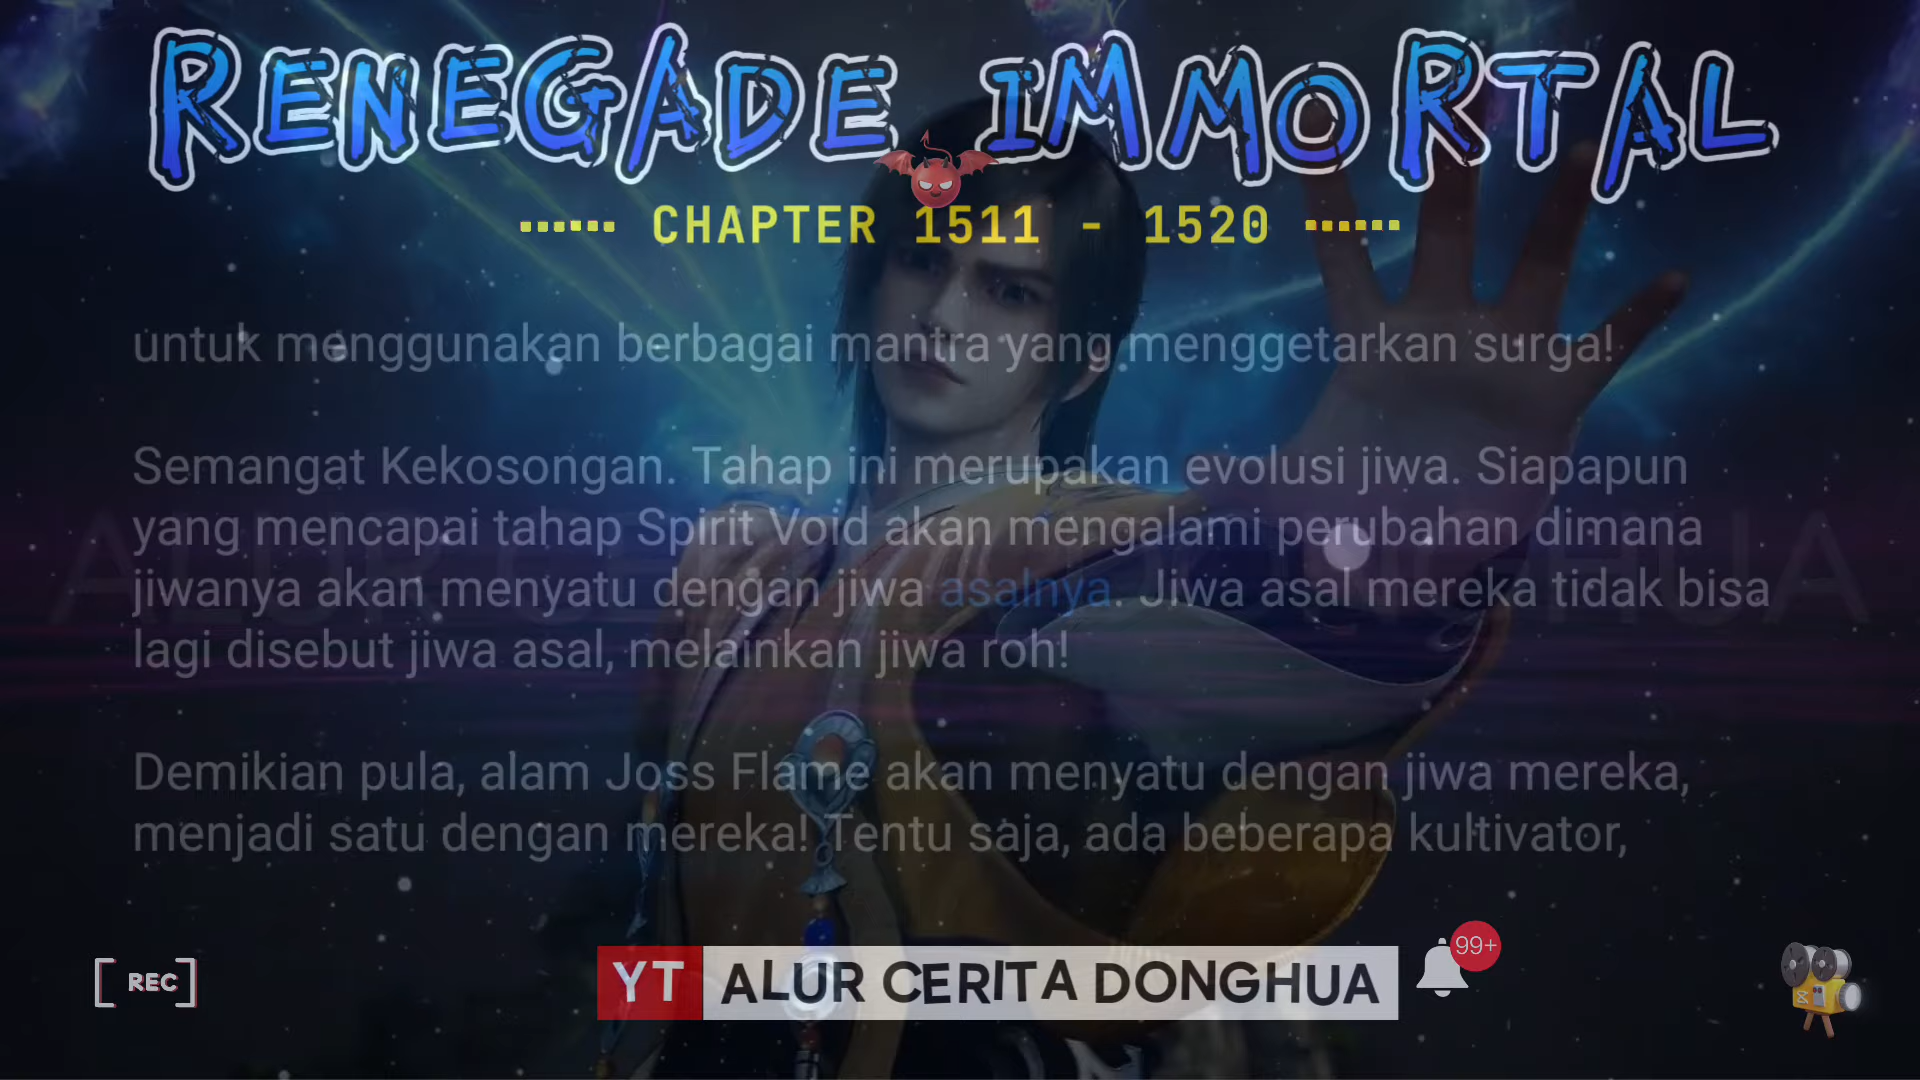 RENEGADE IMMORTAL
CHAPTER 1511 - 1520
untuk menggunakan berbagai mantra yang menggetarkan surga!
Semangat Kekosongan. Tahap ini merupakan evolusi jiwa. Siapapun
yang mencapai tahap Spirit Void akan mengalami perubahan dimana
jiwanya akan menyatu dengan jiwa asalnya. Jiwa asal mereka tidak bisa
lagi disebut jiwa asal, melainkan jiwa roh!
Demikian pula, alam Joss Flame akan menyatu dengan jiwa mereka,
menjadi satu dengan mereka! Tentu saja, ada beberapa kultivator,
ALUR CERITA DONGHUA
[ REC ]
YT ALUR CERITA DONGHUA
99+